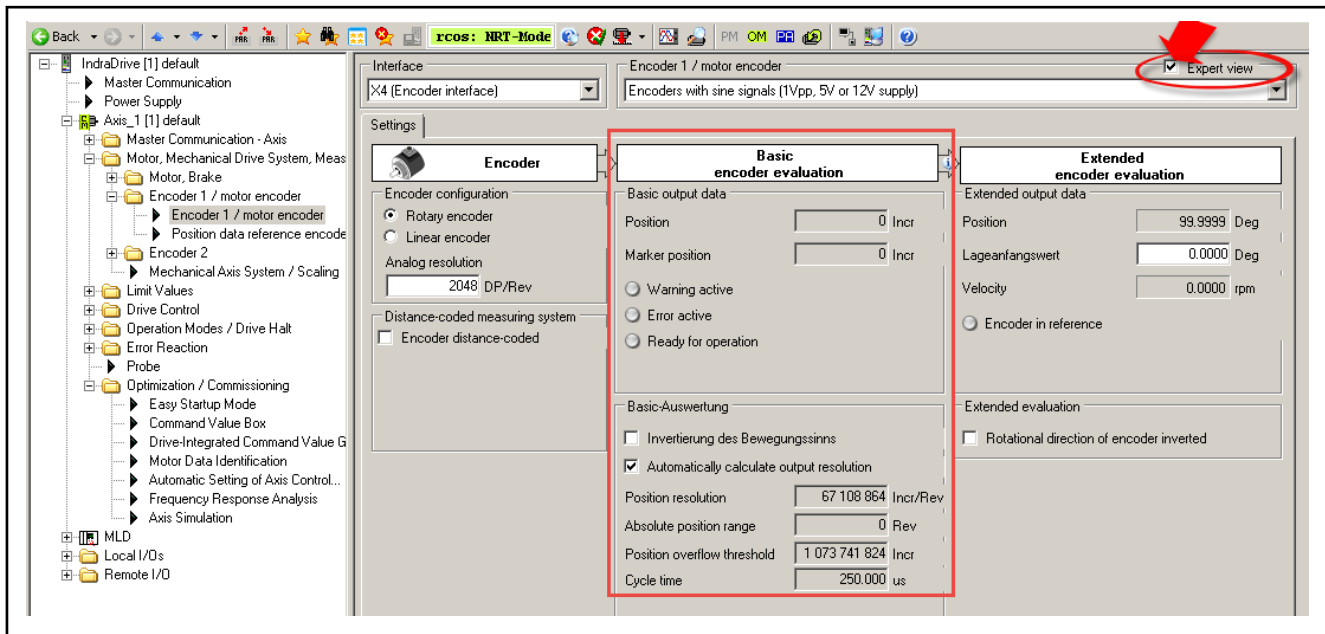 Back
PAR PAR
rcos: NRT-Mode
PM OM
IndraDrive [1] default
Master Communication
Power Supply
Axis_1 [1] default
Master Communication - Axis
Motor, Mechanical Drive System, Meas
Motor, Brake
Encoder 1 / motor encoder
Encoder 1 / motor encoder
Position data reference encode
Encoder 2
Mechanical Axis System / Scaling
Limit Values
Drive Control
Operation Modes / Drive Halt
Error Reaction
Probe
Optimization / Commissioning
Easy Startup Mode
Command Value Box
Drive-Integrated Command Value G
Motor Data Identification
Automatic Setting of Axis Control...
Frequency Response Analysis
Axis Simulation
MLD
Local I/Os
Remote I/O
Interface
X4 (Encoder interface)
Encoder 1 / motor encoder
Expert view
Encoders with sine signals (1Vpp, 5V or 12V supply)
Settings
Encoder
Encoder configuration
Rotary encoder
Linear encoder
Analog resolution
2048 DP/Rev
Distance-coded measuring system
Encoder distance-coded
Basic
encoder evaluation
Basic output data
Position 0 Incr
Marker position 0 Incr
Warning active
Error active
Ready for operation
Basic-Auswertung
Invertierung des Bewegungssinns
Automatically calculate output resolution
Position resolution 67 108 864 Incr/Rev
Absolute position range 0 Rev
Position overflow threshold 1 073 741 824 Incr
Cycle time 250.000 us
Extended
encoder evaluation
Extended output data
Position 99.9999 Deg
Lageanfangswert 0.0000 Deg
Velocity 0.0000 rpm
Encoder in reference
Extended evaluation
Rotational direction of encoder inverted